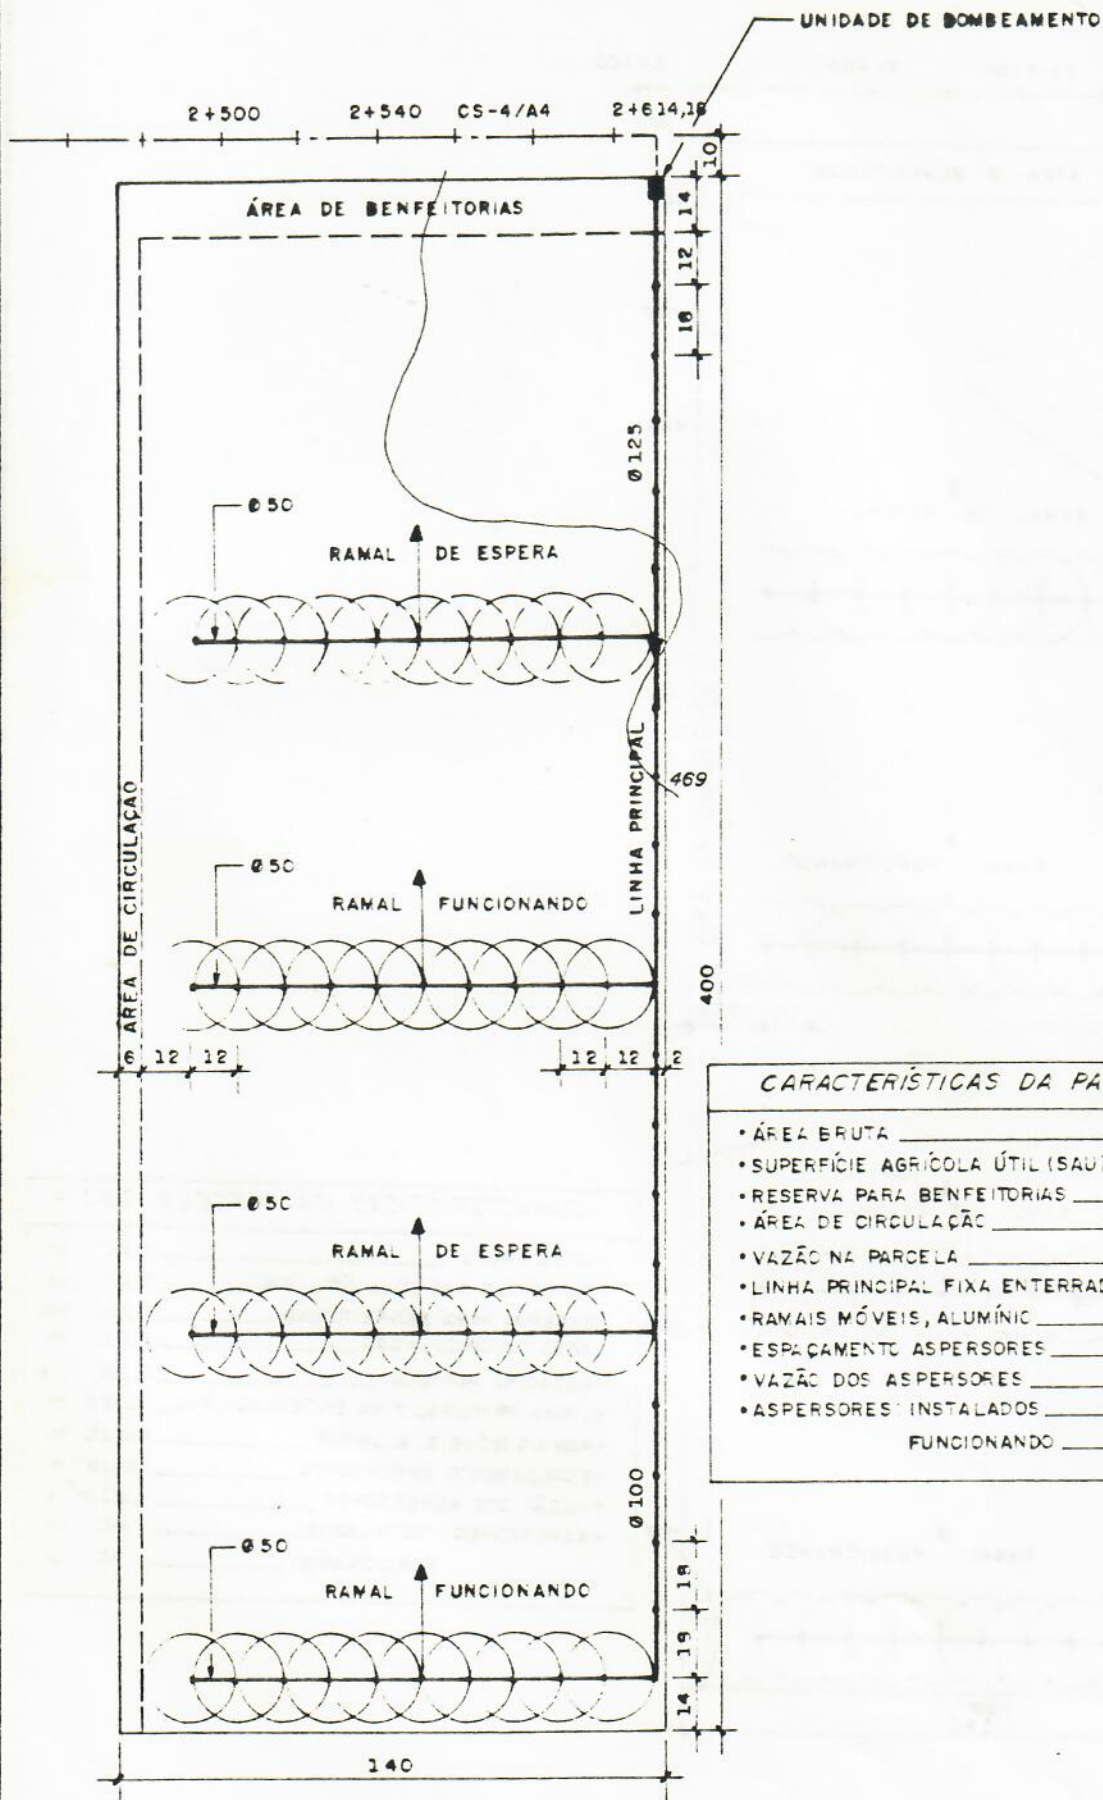 UNIDADE DE BOMBEAMENTO
2+500 2+540 CS-4/A4 2+614,18
10
ÁREA DE BENFEITORIAS
14
12
18
Ø125
Ø50
RAMAL DE ESPERA
LINHA PRINCIPAL
469
ÁREA DE CIRCULAÇÃO
Ø50
RAMAL FUNCIONANDO
400
6 12 12 12 12 2
CARACTERÍSTICAS DA PA
• ÁREA BRUTA
• SUPERFÍCIE AGRÍCOLA ÚTIL (SAU)
• RESERVA PARA BENFEITORIAS
• ÁREA DE CIRCULAÇÃO
• VAZÃO NA PARCELA
• LINHA PRINCIPAL FIXA ENTERRAD
• RAMAIS MÓVEIS, ALUMÍNIO
• ESPAÇAMENTO ASPERSORES
• VAZÃO DOS ASPERSORES
• ASPERSORES: INSTALADOS
FUNCIONANDO
Ø50
RAMAL DE ESPERA
Ø100
Ø50
RAMAL FUNCIONANDO
18
19
14
140